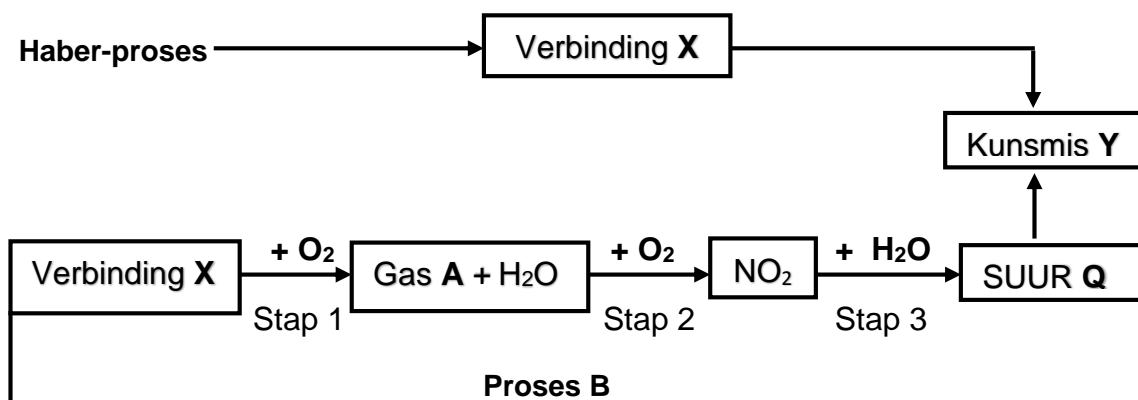 Haber-proses
Verbinding X
Kunsmis Y
Verbinding X
+ O₂
Stap 1
Gas A + H₂O
+ O₂
Stap 2
NO₂
+ H₂O
Stap 3
SUUR Q
Proses B